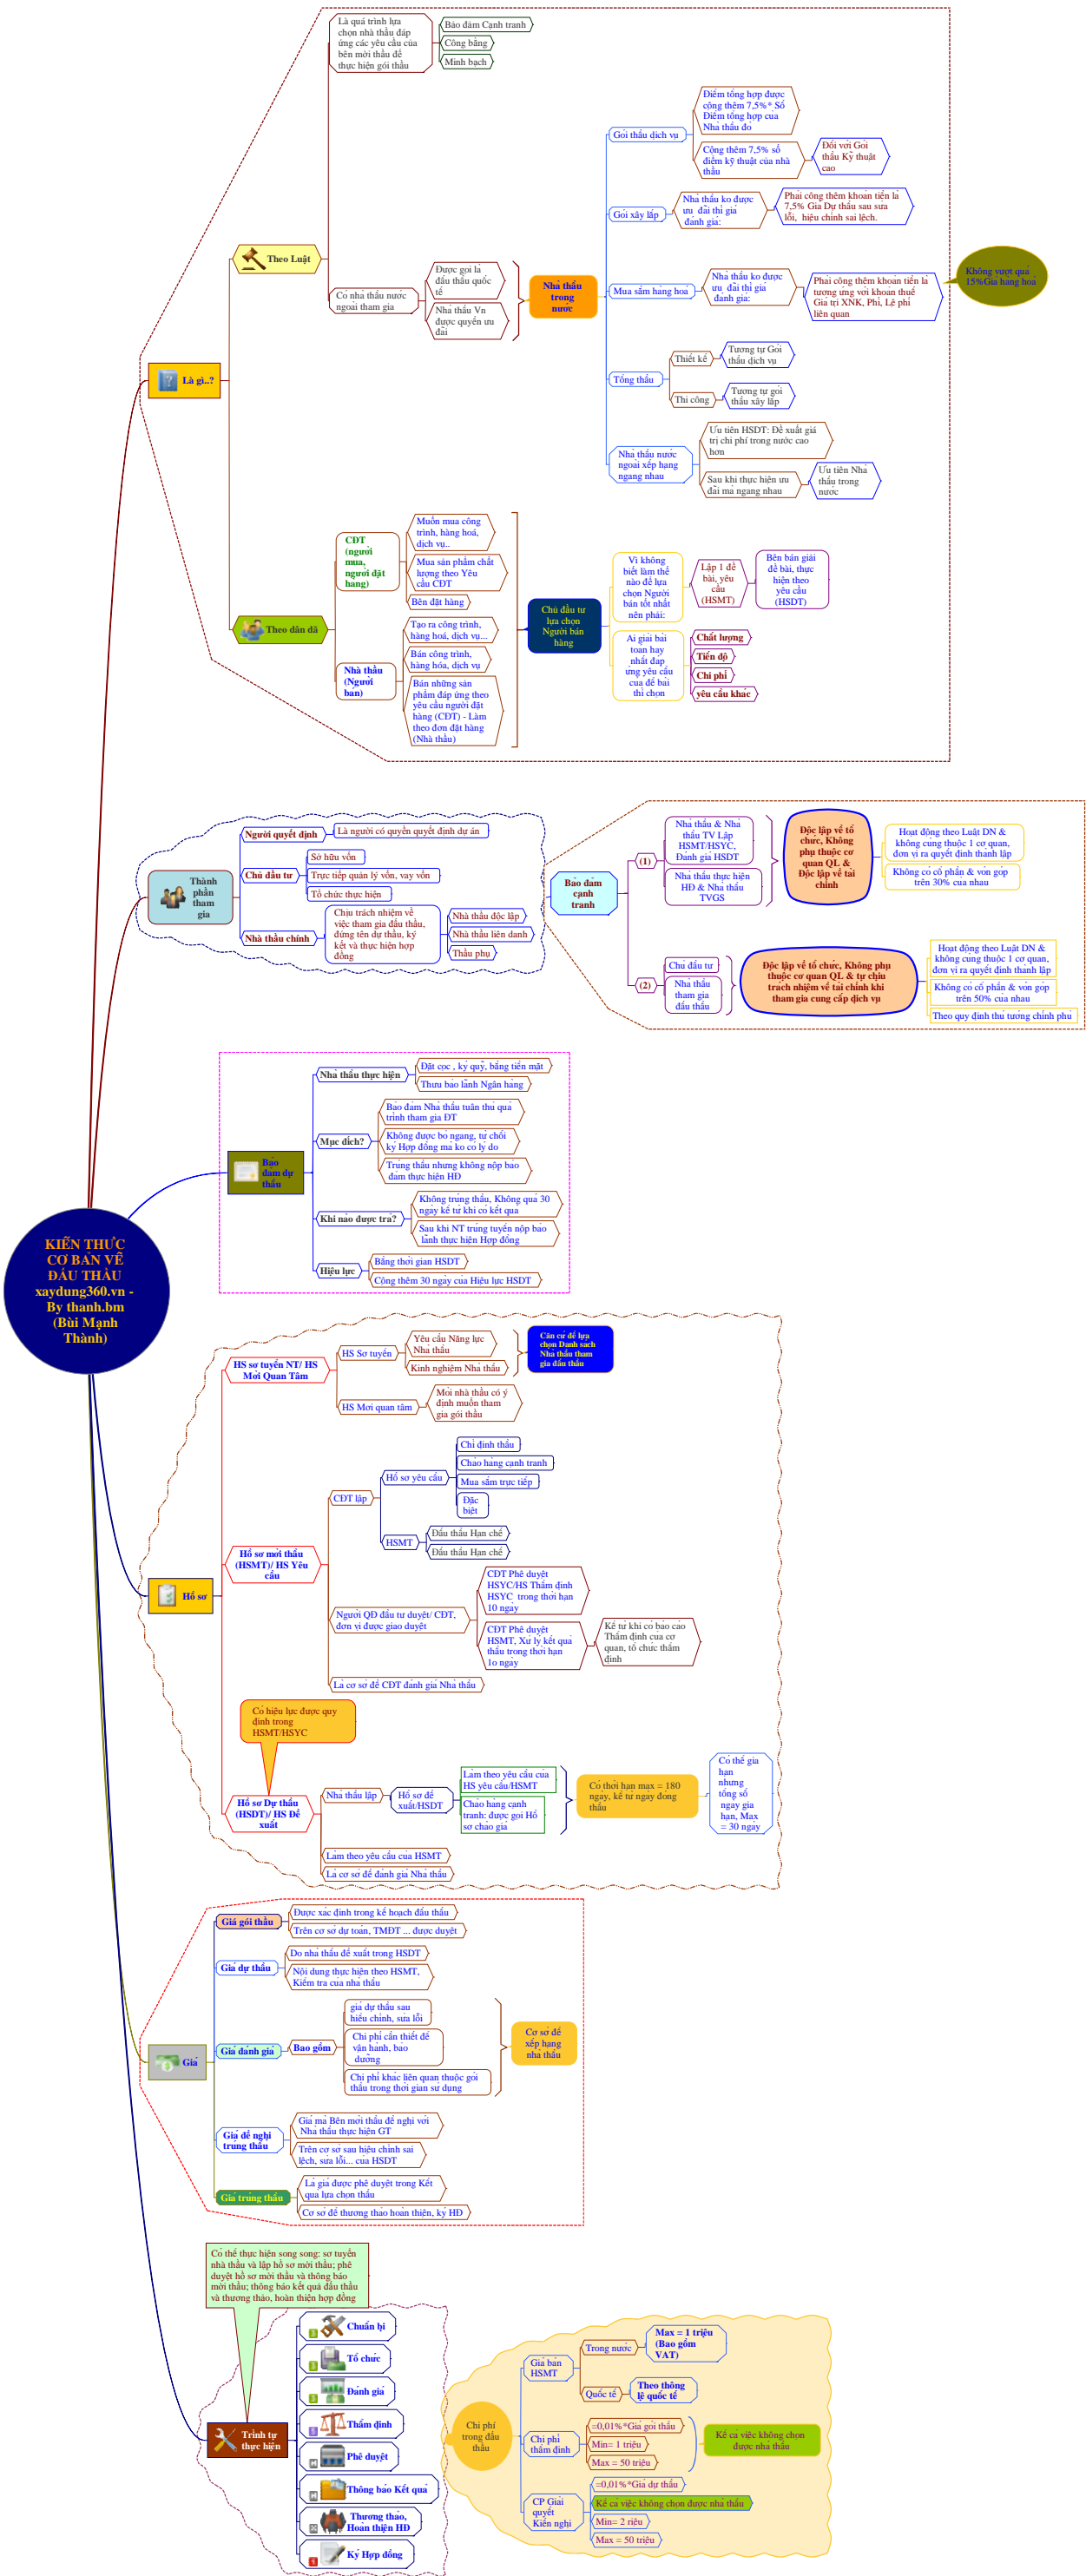 KIẾN THỨC
CƠ BẢN VỀ
ĐẤU THẦU
xaydung360.vn -
By thanh.bm
(Bùi Mạnh
Thành)
Là gì..?
Theo Luật
Là quá trình lựa
chọn nhà thầu đáp
ứng các yêu cầu của
bên mời thầu để
thực hiện gói thầu
Bảo đảm Cạnh tranh
Công bằng
Minh bạch
Có nhà thầu nước
ngoài tham gia
Được gọi là
đấu thầu quốc
tế
Nhà thầu Vn
được quyền ưu
đãi
Nhà thầu
trong
nước
Gói thầu dịch vụ
Điểm tổng hợp được
cộng thêm 7,5%* Số
Điểm tổng hợp của
Nhà thầu đó
Cộng thêm 7,5% số
điểm kỹ thuật của nhà
thầu
Đối với Gói
thầu Kỹ thuật
cao
Gói xây lắp
Nhà thầu ko được
ưu đãi thì giá
đánh giá:
Phải cộng thêm khoản tiền là
7,5% Giá Dự thầu sau sửa
lỗi, hiệu chỉnh sai lệch.
Mua sắm hàng hoá
Nhà thầu ko được
ưu đãi thì giá
đánh giá:
Phải cộng thêm khoản tiền là
tương ứng với khoản thuế
Giá trị XNK, Phí, Lệ phí
liên quan
Không vượt quá
15%Giá hàng hoá
Tổng thầu
Thiết kế
Tương tự Gói
thầu dịch vụ
Thi công
Tương tự gói
thầu xây lắp
Nhà thầu nước
ngoài xếp hạng
ngang nhau
Ưu tiên HSDT: Đề xuất giá
trị chi phí trong nước cao
hơn
Sau khi thực hiện ưu
đãi mà ngang nhau
Ưu tiên Nhà
thầu trong
nước
Theo dân dã
CĐT
(người
mua,
người đặt
hàng)
Muốn mua công
trình, hàng hoá,
dịch vụ..
Mua sản phẩm chất
lượng theo Yêu
cầu CĐT
Bên đặt hàng
Nhà thầu
(Người
bán)
Tạo ra công trình,
hàng hoá, dịch vụ...
Bán công trình,
hàng hóa, dịch vụ
Bán những sản
phẩm đáp ứng theo
yêu cầu người đặt
hàng (CĐT) - Làm
theo đơn đặt hàng
(Nhà thầu)
Chủ đầu tư
lựa chọn
Người bán
hàng
Vì không
biết làm thế
nào để lựa
chọn Người
bán tốt nhất
nên phải:
Lập 1 đề
bài, yêu
cầu
(HSMT)
Bên bán giải
đề bài, thực
hiện theo
yêu cầu
(HSDT)
Ai giải bài
toán hay
nhất đáp
ứng yêu cầu
của đề bài
thì chọn
Chất lượng
Tiến độ
Chi phí
yêu cầu khác
Thành
phần
tham
gia
Người quyết định
Là người có quyền quyết định dự án
Chủ đầu tư
Sở hữu vốn
Trực tiếp quản lý vốn, vay vốn
Tổ chức thực hiện
Nhà thầu chính
Chịu trách nhiệm về
việc tham gia đấu thầu,
đứng tên dự thầu, ký
kết và thực hiện hợp
đồng
Nhà thầu độc lập
Nhà thầu liên danh
Thầu phụ
Bảo đảm
cạnh
tranh
(1)
Nhà thầu & Nhà
thầu TV Lập
HSMT/HSYC,
Đánh giá HSDT
Nhà thầu thực hiện
HĐ & Nhà thầu
TVGS
Độc lập về tổ
chức, Không
phụ thuộc cơ
quan QL &
Độc lập về tài
chính
Hoạt động theo Luật DN &
không cùng thuộc 1 cơ quan,
đơn vị ra quyết định thành lập
Không có cổ phần & vốn góp
trên 30% của nhau
(2)
Chủ đầu tư
Nhà thầu
tham gia
đấu thầu
Độc lập về tổ chức, Không phụ
thuộc cơ quan QL & tự chịu
trách nhiệm về tài chính khi
tham gia cung cấp dịch vụ
Hoạt động theo Luật DN &
không cùng thuộc 1 cơ quan,
đơn vị ra quyết định thành lập
Không có cổ phần & vốn góp
trên 50% của nhau
Theo quy định thủ tướng chính phủ
Bảo
đảm dự
thầu
Nhà thầu thực hiện
Đặt cọc , ký quỹ, bằng tiền mặt
Thưu bảo lãnh Ngân hàng
Mục đích?
Bảo đảm Nhà thầu tuân thủ quá
trình tham gia ĐT
Không được bỏ ngang, từ chối
ký Hợp đồng mà ko có lý do
Trúng thầu nhưng không nộp bảo
đảm thực hiện HĐ
Khi nào được trả?
Không trúng thầu, Không quá 30
ngày kể từ khi có kết quả
Sau khi NT trúng tuyển nộp bảo
lãnh thực hiện Hợp đồng
Hiệu lực
Bằng thời gian HSDT
Cộng thêm 30 ngày của Hiệu lực HSDT
Hồ sơ
HS sơ tuyển NT/ HS
Mời Quan Tâm
HS Sơ tuyển
Yêu cầu Năng lực
Nhà thầu
Kinh nghiệm Nhà thầu
Căn cứ để lựa
chọn Danh sách
Nhà thầu tham
gia đấu thầu
HS Mời quan tâm
Mời nhà thầu có ý
định muốn tham
gia gói thầu
Hồ sơ mời thầu
(HSMT)/ HS Yêu
cầu
CĐT lập
Hồ sơ yêu cầu
Chỉ định thầu
Chào hàng cạnh tranh
Mua sắm trực tiếp
Đặc
biệt
HSMT
Đấu thầu Hạn chế
Đấu thầu Hạn chế
Người QĐ đầu tư duyệt/ CĐT,
đơn vị được giao duyệt
CĐT Phê duyệt
HSYC/HS Thẩm định
HSYC trong thời hạn
10 ngày
CĐT Phê duyệt
HSMT, Xử lý kết quả
thầu trong thời hạn
1o ngày
Kể từ khi có báo cáo
Thẩm định của cơ
quan, tổ chức thẩm
định
Là cơ sở để CĐT đánh giá Nhà thầu
Có hiệu lực được quy
định trong
HSMT/HSYC
Hồ sơ Dự thầu
(HSDT)/ HS Đề
xuất
Nhà thầu lập
Hồ sơ đề
xuất/HSDT
Làm theo yêu cầu của
HS yêu cầu/HSMT
Chào hàng cạnh
tranh: được gọi Hồ
sơ chào giá
Có thời hạn max = 180
ngày, kể từ ngày đóng
thầu
Có thể gia
hạn
nhưng
tổng số
ngày gia
hạn, Max
= 30 ngày
Làm theo yêu cầu của HSMT
Là cơ sở để đánh giá Nhà thầu
Giá
Giá gói thầu
Được xác định trong kế hoạch đấu thầu
Trên cơ sở dự toán, TMĐT ... được duyệt
Giá dự thầu
Do nhà thầu đề xuất trong HSDT
Nội dung thực hiện theo HSMT,
Kiểm tra của nhà thầu
Giá đánh giá
Bao gồm
giá dự thầu sau
hiểu chỉnh, sửa lỗi
Chi phí cần thiết để
vận hành, bảo
dưỡng
Chi phí khác liên quan thuộc gói
thầu trong thời gian sử dụng
Cơ sở để
xếp hạng
nhà thầu
Giá đề nghị
trúng thầu
Giá mà Bên mời thầu đề nghị với
Nhà thầu thực hiện GT
Trên cơ sở sau hiệu chỉnh sai
lệch, sửa lỗi... của HSDT
Giá trúng thầu
Là giá được phê duyệt trong Kết
quả lựa chọn thầu
Cơ sở để thương thảo hoàn thiện, ký HĐ
Có thể thực hiện song song: sơ tuyển
nhà thầu và lập hồ sơ mời thầu; phê
duyệt hồ sơ mời thầu và thông báo
mời thầu; thông báo kết quả đấu thầu
và thương thảo, hoàn thiện hợp đồng
Trình tự
thực hiện
Chuẩn bị
Tổ chức
Đánh giá
Thẩm định
Phê duyệt
Thông báo Kết quả
Thương thảo,
Hoàn thiện HĐ
Ký Hợp đồng
Chi phí
trong đấu
thầu
Giá bán
HSMT
Trong nước
Max = 1 triệu
(Bao gồm
VAT)
Quốc tế
Theo thông
lệ quốc tế
Chi phí
thẩm định
=0,01%*Giá gói thầu
Min= 1 triệu
Max = 50 triệu
Kể cả việc không chọn
được nhà thầu
CP Giải
quyết
Kiến nghị
=0,01%*Giá dự thầu
Kể cả việc không chọn được nhà thầu
Min= 2 riệu
Max = 50 triệu